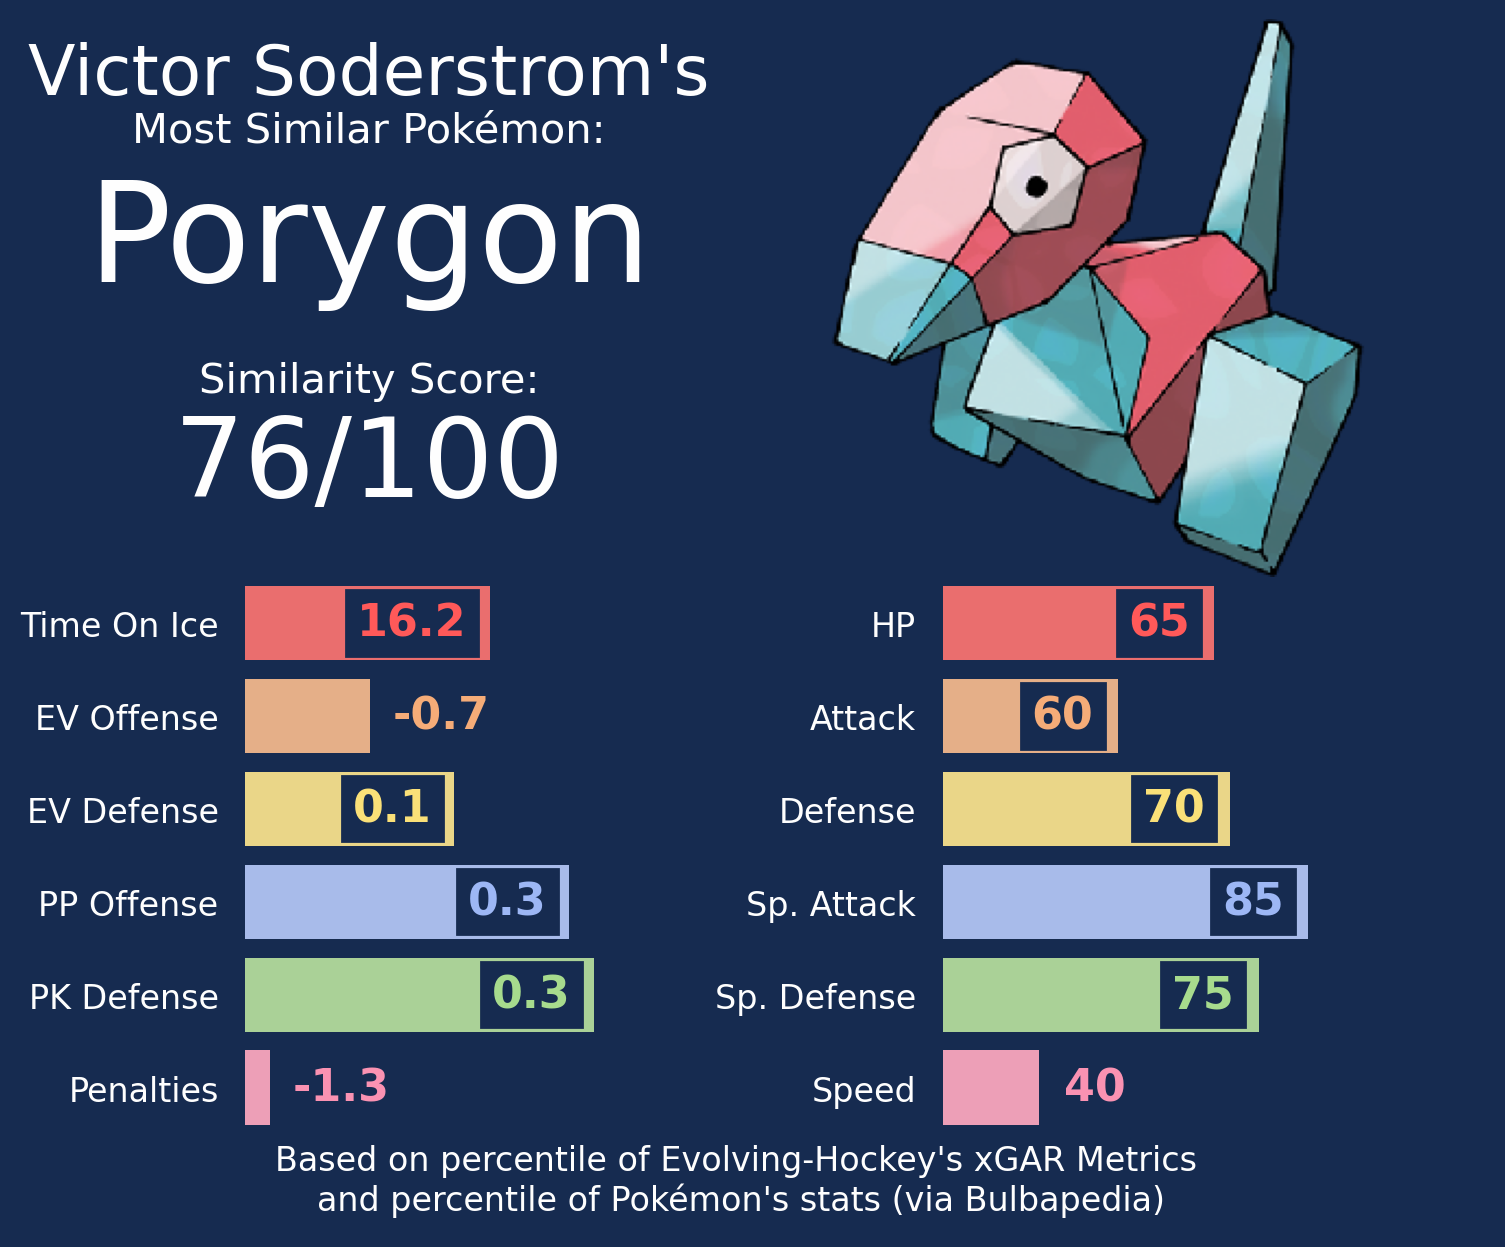 Victor Soderstrom's
Most Similar Pokémon:
Porygon
Similarity Score:
76/100
Time On Ice 16.2
EV Offense -0.7
EV Defense 0.1
PP Offense 0.3
PK Defense 0.3
Penalties -1.3
HP 65
Attack 60
Defense 70
Sp. Attack 85
Sp. Defense 75
Speed 40
Based on percentile of Evolving-Hockey's xGAR Metrics
and percentile of Pokémon's stats (via Bulbapedia)